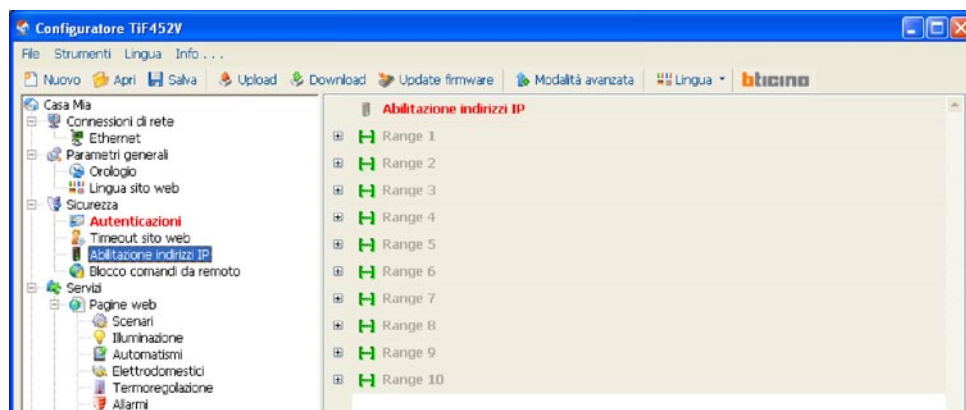 Configuratore TiF452V
File Strumenti Lingua Info . . .
Nuovo Apri Salva Upload Download Update firmware Modalità avanzata Lingua bticino
Casa Mia
Connessioni di rete
Ethernet
Parametri generali
Orologio
Lingua sito web
Sicurezza
Autenticazioni
Timeout sito web
Abilitazione indirizzi IP
Blocco comandi da remoto
Servizi
Pagine web
Scenari
Illuminazione
Automatismi
Elettrodomestici
Termoregolazione
Allarmi
Abilitazione indirizzi IP
Range 1
Range 2
Range 3
Range 4
Range 5
Range 6
Range 7
Range 8
Range 9
Range 10